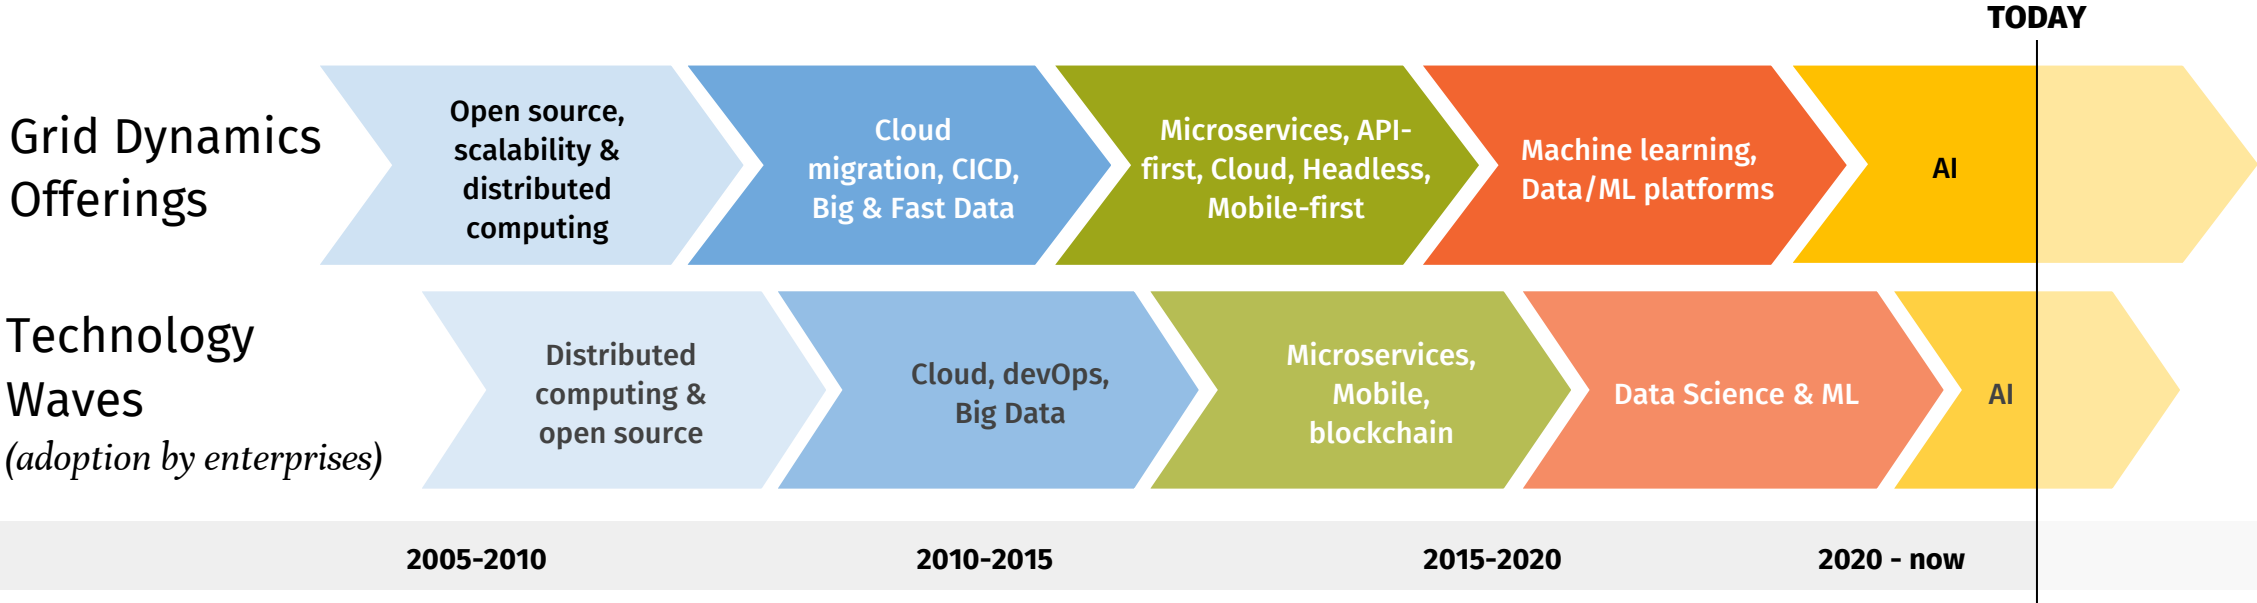 TODAY
Grid Dynamics
Offerings
Open source,
scalability &
distributed
computing
Cloud
migration, CICD,
Big & Fast Data
Microservices, API-
first, Cloud, Headless,
Mobile-first
Machine learning,
Data/ML platforms
AI
Technology
Waves
(adoption by enterprises)
Distributed
computing &
open source
Cloud, devOps,
Big Data
Microservices,
Mobile,
blockchain
Data Science & ML
AI
2005-2010
2010-2015
2015-2020
2020 - now